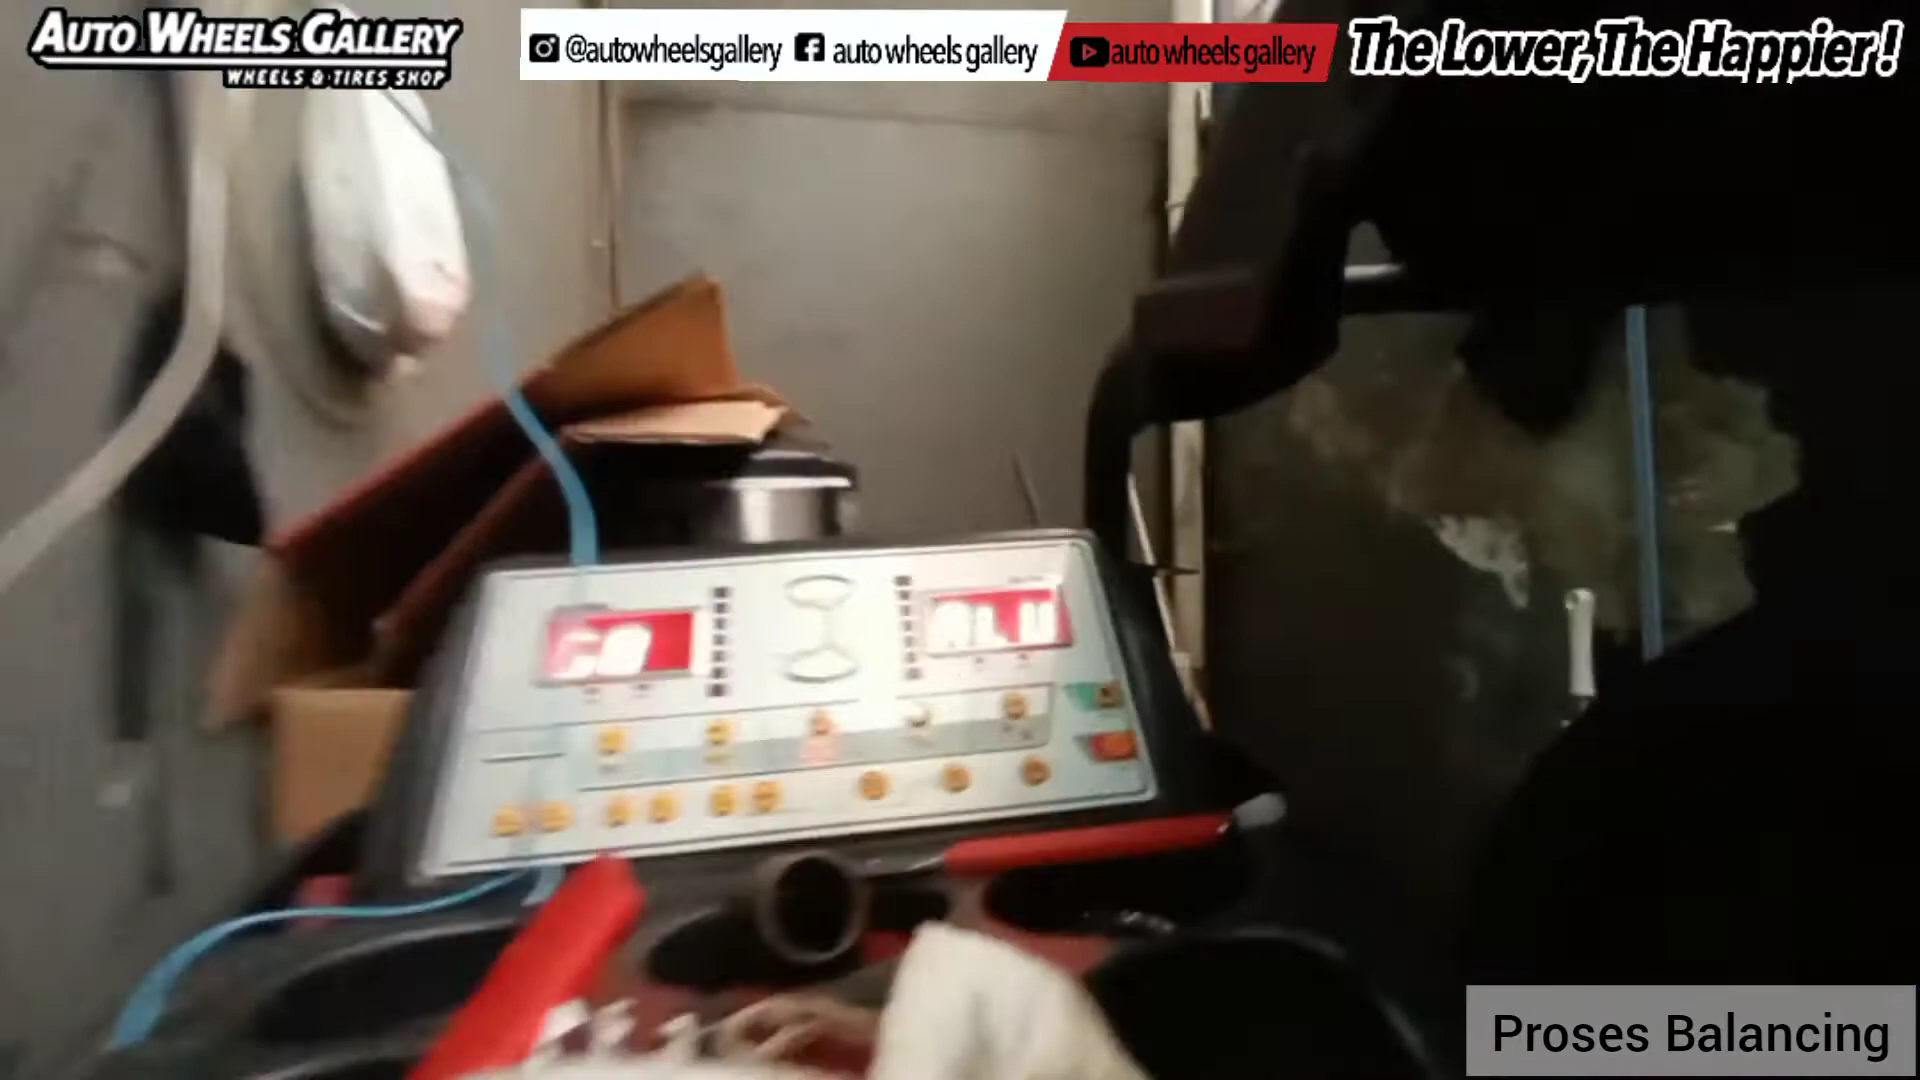 AUTO WHEELS GALLERY
WHEELS & TIRES SHOP
@autowheelsgallery auto wheels gallery auto wheels gallery
The Lower, The Happier!
ALU
Proses Balancing